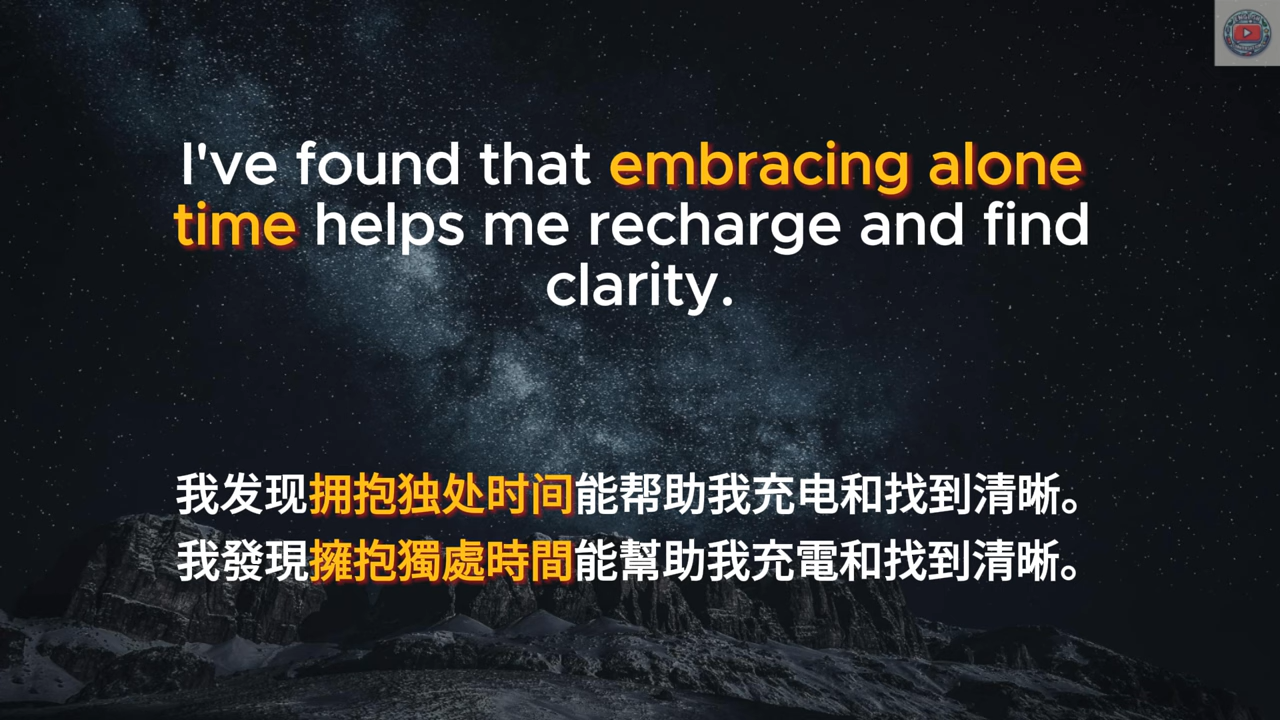 I've found that embracing alone
time helps me recharge and find
clarity.
我发现拥抱独处时间能帮助我充电和找到清晰。
我發現擁抱獨處時間能幫助我充電和找到清晰。